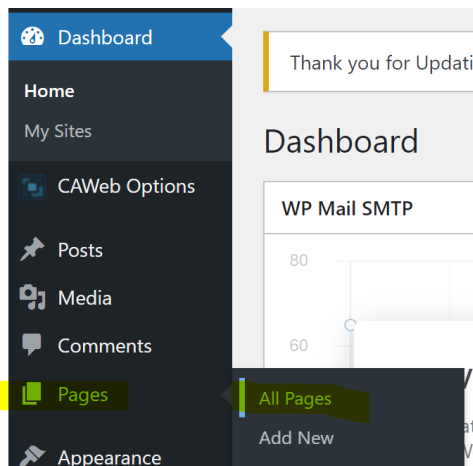 Dashboard
Home
My Sites
CAWeb Options
Posts
Media
Comments
Pages
Appearance
All Pages
Add New
Thank you for
Dashboard
WP Mail SMTP
80
60